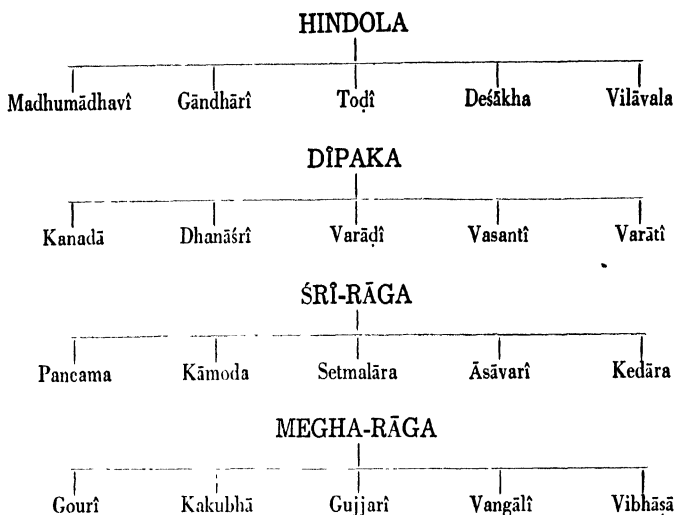 HINDOLA
Madhumādhavî Gāndhārî Toḍî Deśākha Vilāvala
DÎPAKA
Kanadā Dhanāśrî Varāḍî Vasantî Varātî
ŚRÎ-RĀGA
Pancama Kāmoda Setmalāra Āsāvarî Kedāra
MEGHA-RĀGA
Gourî Kakubhā Gujjarî Vangālî Vibhāṣā